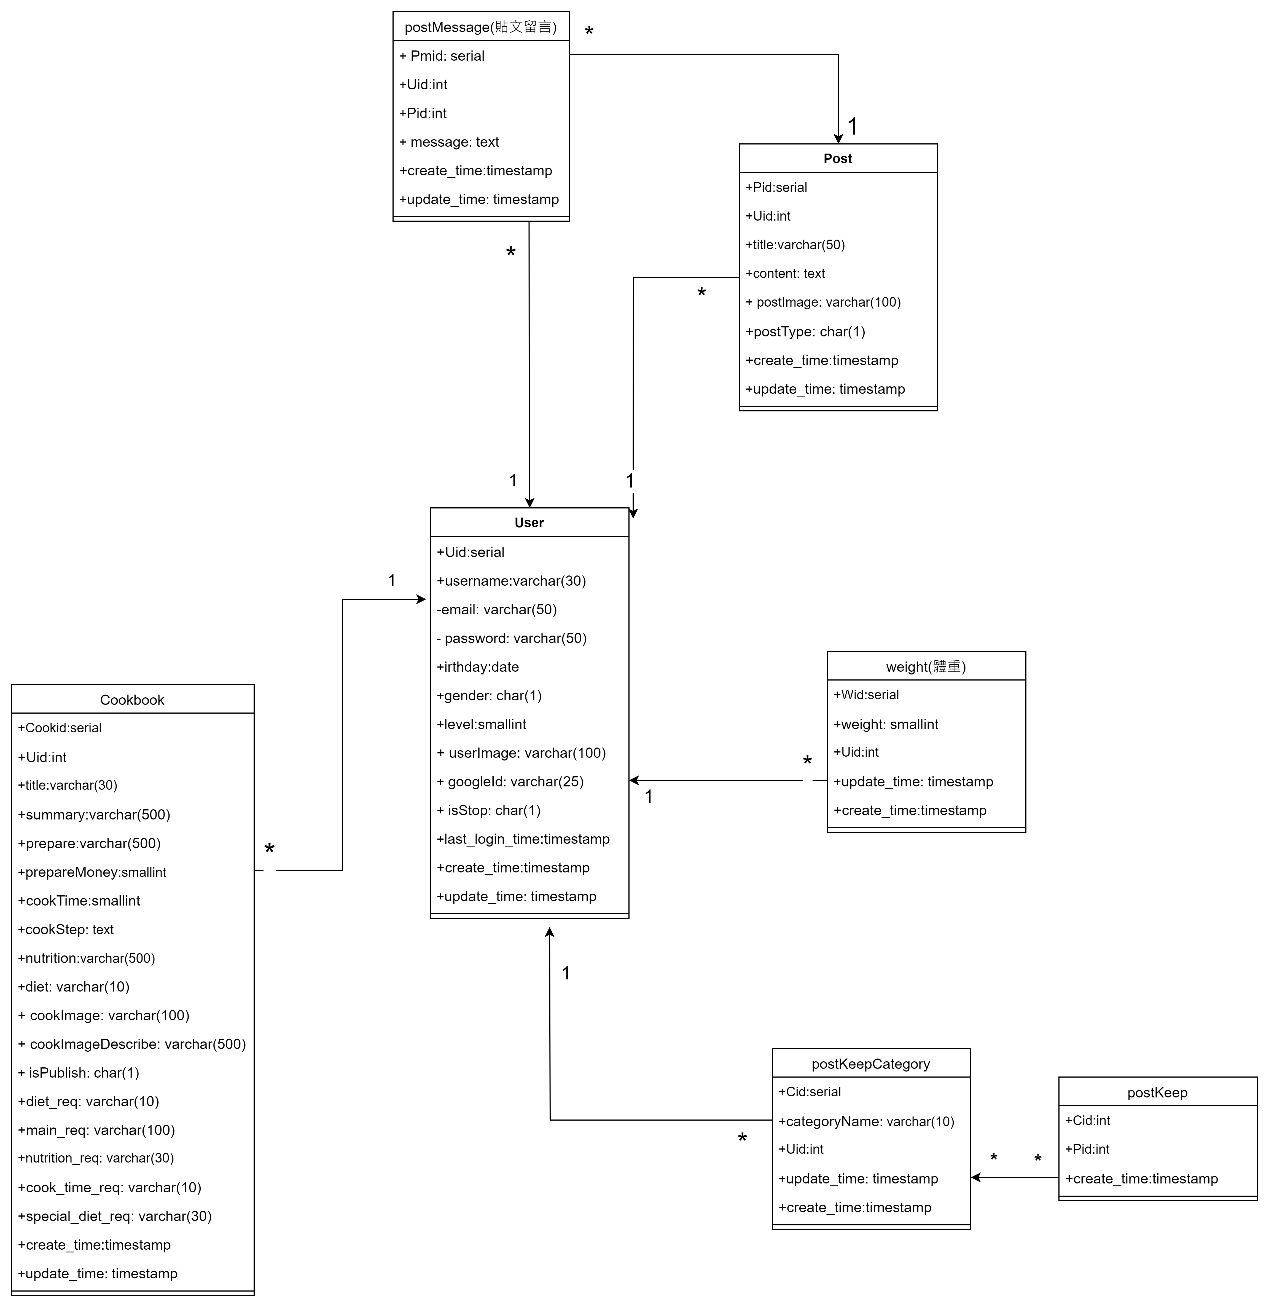 postMessage(貼文留言)
+ Pmid: serial
+Uid:int
+Pid:int
+ message: text
+create_time:timestamp
+update_time: timestamp
*
1
*
1
Post
+Pid:serial
+Uid:int
+title:varchar(50)
+content: text
+ postImage: varchar(100)
+postType: char(1)
+create_time:timestamp
+update_time: timestamp
*
1
User
+Uid:serial
+username:varchar(30)
-email: varchar(50)
- password: varchar(50)
+irthday:date
+gender: char(1)
+level:smallint
+ userImage: varchar(100)
+ googleId: varchar(25)
+ isStop: char(1)
+last_login_time:timestamp
+create_time:timestamp
+update_time: timestamp
1
*
Cookbook
+Cookid:serial
+Uid:int
+title:varchar(30)
+summary:varchar(500)
+prepare:varchar(500)
+prepareMoney:smallint
+cookTime:smallint
+cookStep: text
+nutrition:varchar(500)
+diet: varchar(10)
+ cookImage: varchar(100)
+ cookImageDescribe: varchar(500)
+ isPublish: char(1)
+diet_req: varchar(10)
+main_req: varchar(100)
+nutrition_req: varchar(30)
+cook_time_req: varchar(10)
+special_diet_req: varchar(30)
+create_time:timestamp
+update_time: timestamp
weight(體重)
+Wid:serial
+weight: smallint
+Uid:int
+update_time: timestamp
+create_time:timestamp
*
1
1
*
postKeepCategory
+Cid:serial
+categoryName: varchar(10)
+Uid:int
+update_time: timestamp
+create_time:timestamp
*
*
postKeep
+Cid:int
+Pid:int
+create_time:timestamp